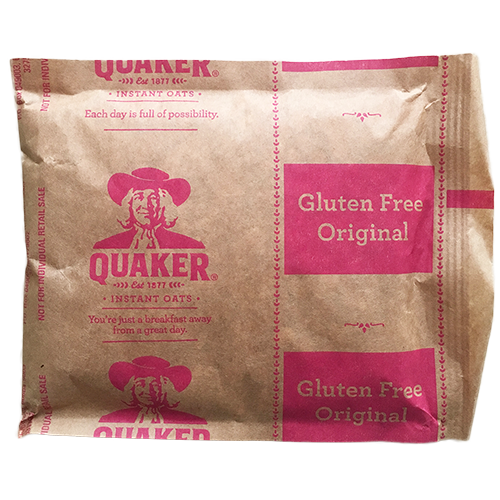 QUAKER®
Est 1877
• INSTANT OATS •
Each day is full of possibility.
QUAKER®
Est 1877
• INSTANT OATS •
You're just a breakfast away
from a great day.
QUAKER
Gluten Free
Original
Gluten Free
Original
NOT FOR INDIVIDUAL RETAIL SALE